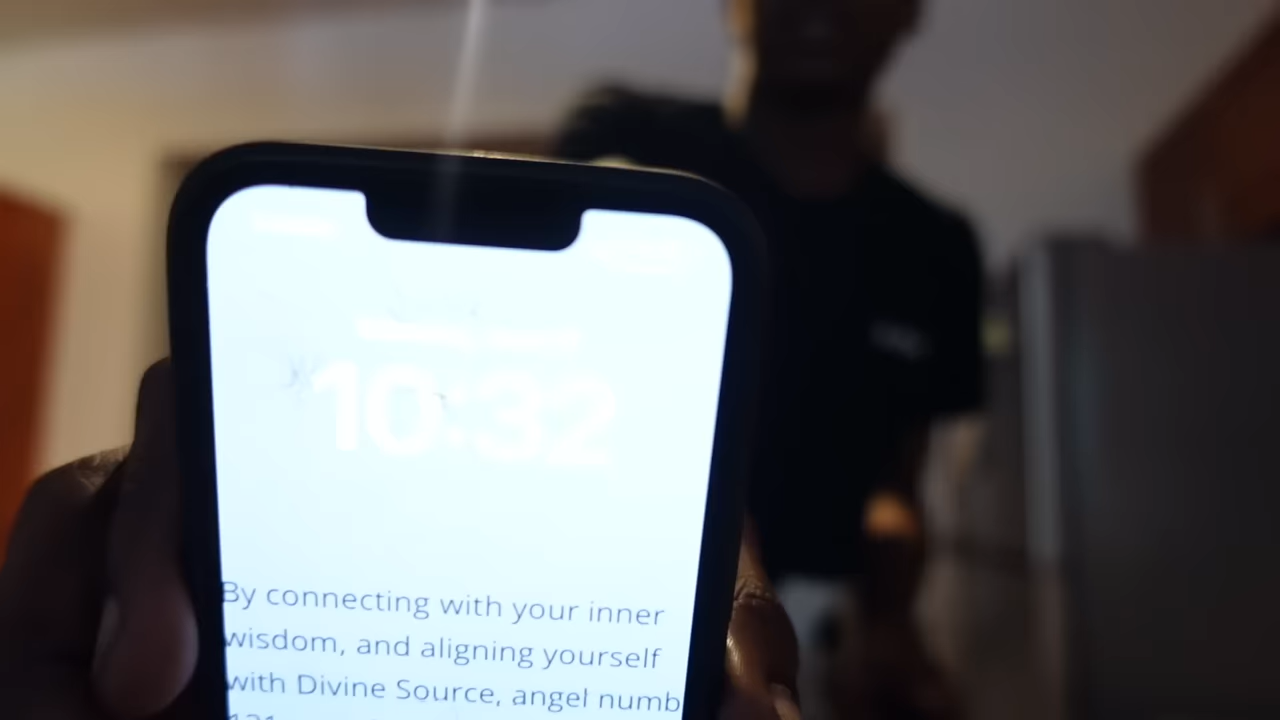 10:32
By connecting with your inner
wisdom, and aligning yourself
with Divine Source, angel numb